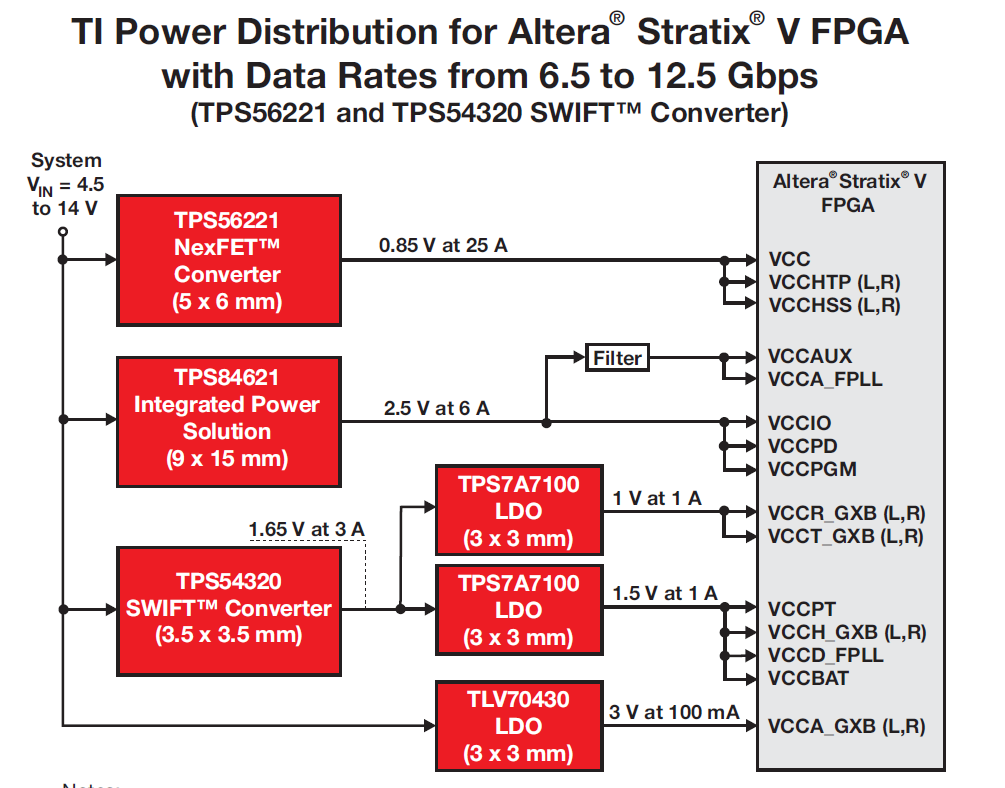 TI Power Distribution for Altera® Stratix® V FPGA
with Data Rates from 6.5 to 12.5 Gbps
(TPS56221 and TPS54320 SWIFT™ Converter)
System
VIN = 4.5
to 14 V
TPS56221
NexFET™
Converter
(5 x 6 mm)
0.85 V at 25 A
Altera® Stratix® V
FPGA
VCC
VCCHTP (L,R)
VCCHSS (L,R)
TPS84621
Integrated Power
Solution
(9 x 15 mm)
2.5 V at 6 A
Filter
VCCAUX
VCCA_FPLL
VCCIO
VCCPD
VCCPGM
TPS7A7100
LDO
(3 x 3 mm)
1 V at 1 A
VCCR_GXB (L,R)
VCCT_GXB (L,R)
1.65 V at 3 A
TPS54320
SWIFT™ Converter
(3.5 x 3.5 mm)
TPS7A7100
LDO
(3 x 3 mm)
1.5 V at 1 A
VCCPT
VCCH_GXB (L,R)
VCCD_FPLL
VCCBAT
TLV70430
LDO
(3 x 3 mm)
3 V at 100 mA
VCCA_GXB (L,R)